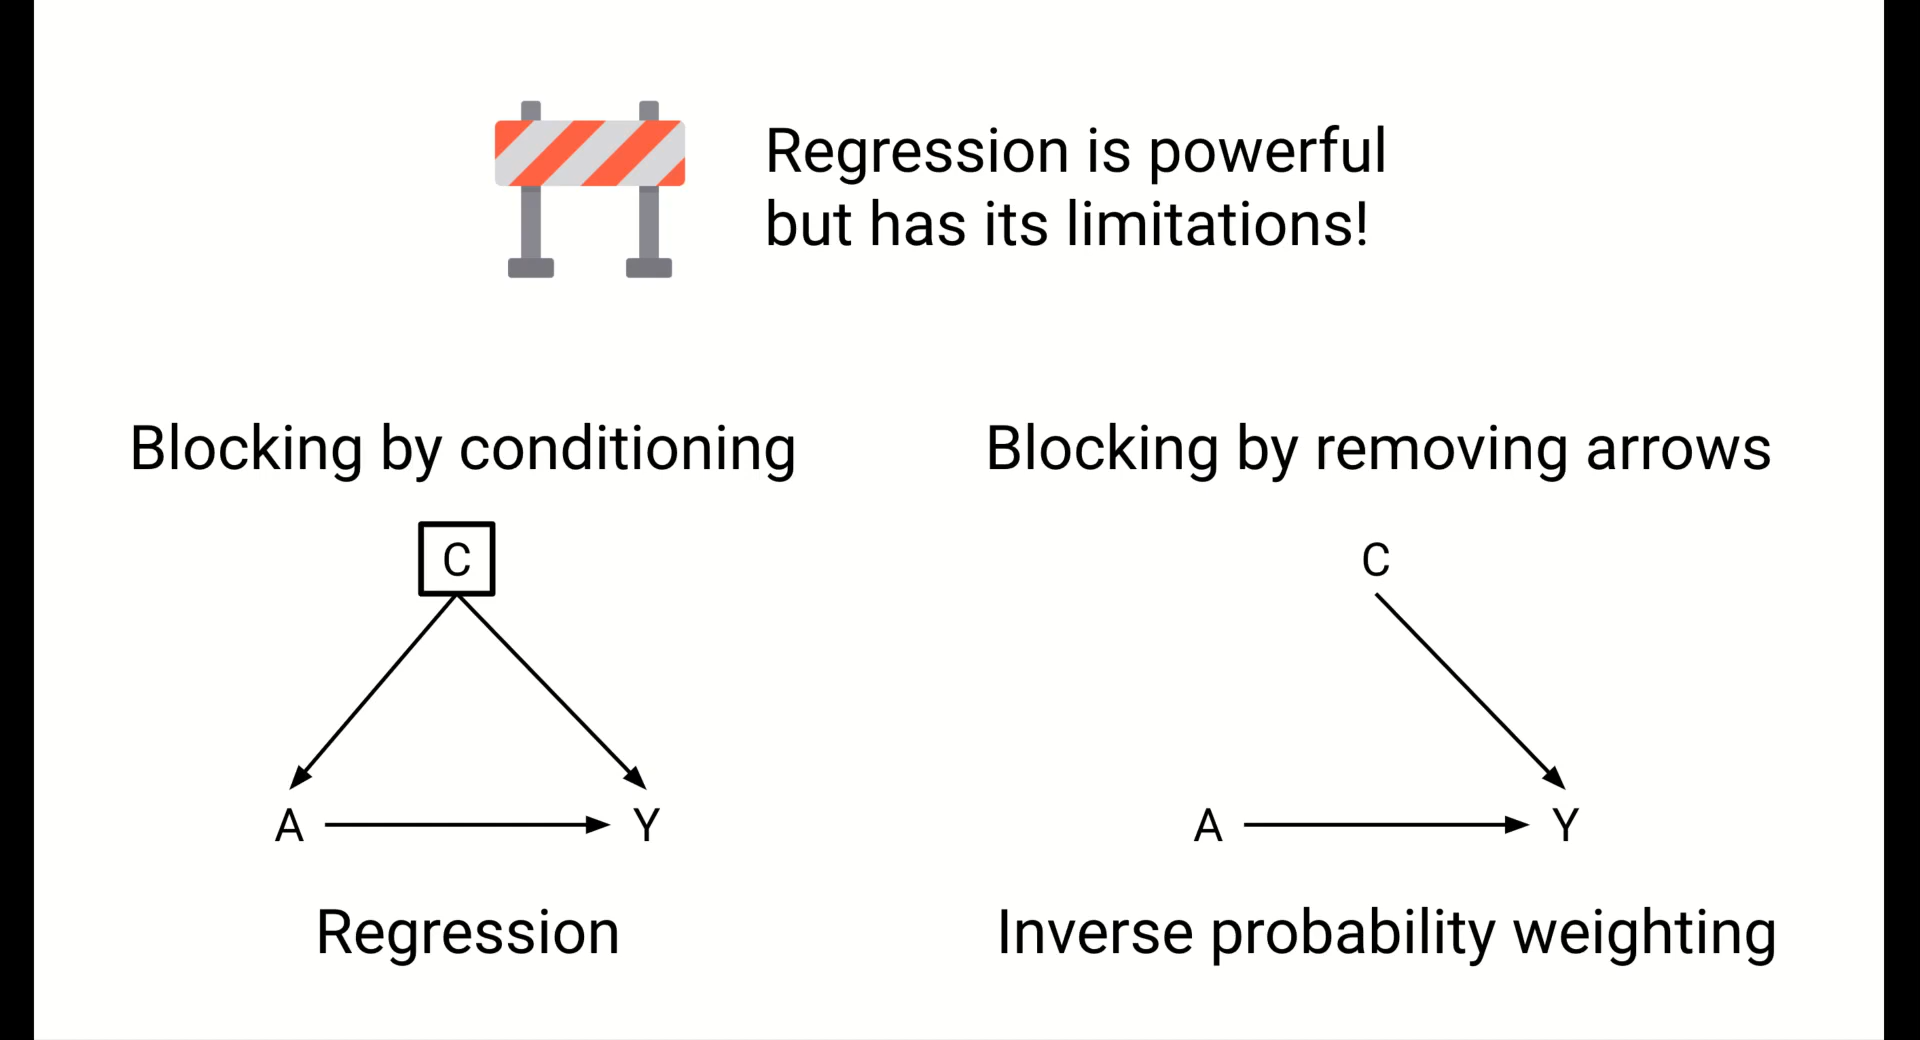 Regression is powerful
but has its limitations!
Blocking by conditioning
Blocking by removing arrows
C
C
A
Y
A
Y
Regression
Inverse probability weighting